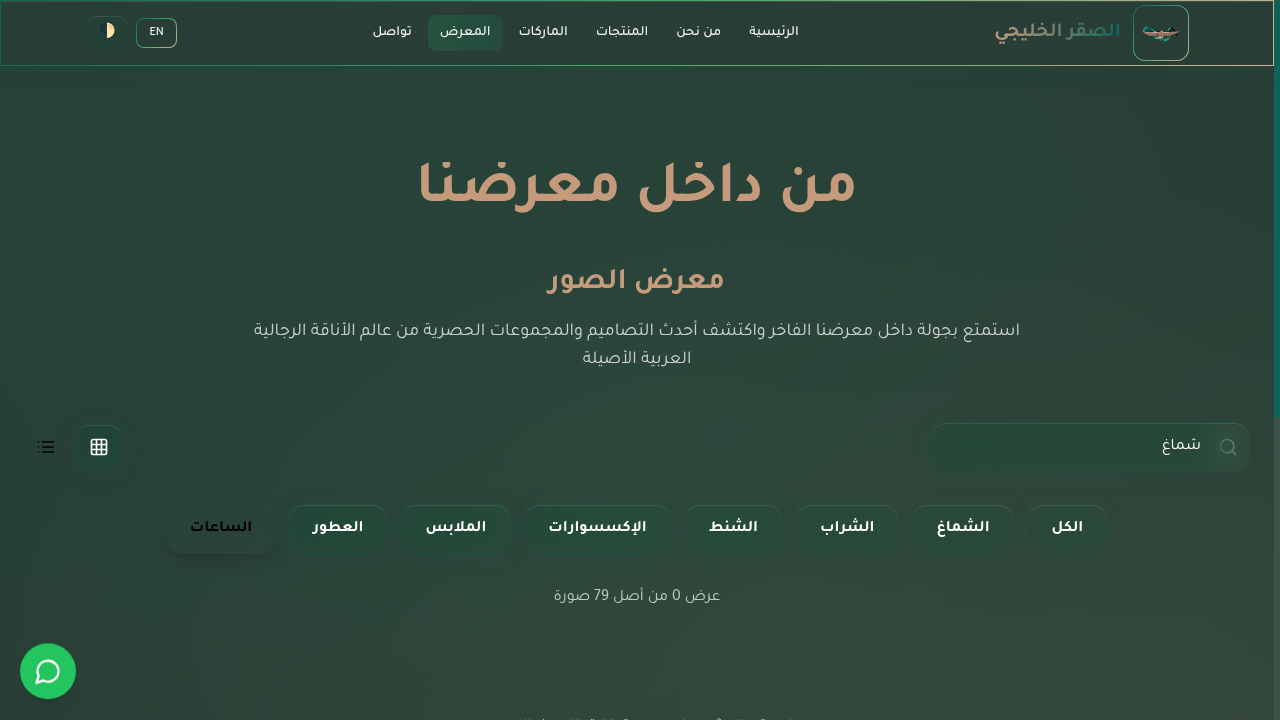 الصقر الخليجي
الرئيسية
من نحن
المنتجات
الماركات
المعرض
تواصل
EN
من داخل معرضنا
معرض الصور
استمتع بجولة داخل معرضنا الفاخر واكتشف أحدث التصاميم والمجموعات الحصرية من عالم الأناقة الرجالية
العربية الأصيلة
شماغ
الكل
الشماغ
الشراب
الشنط
الإكسسوارات
الملابس
العطور
الساعات
عرض 0 من أصل 79 صورة